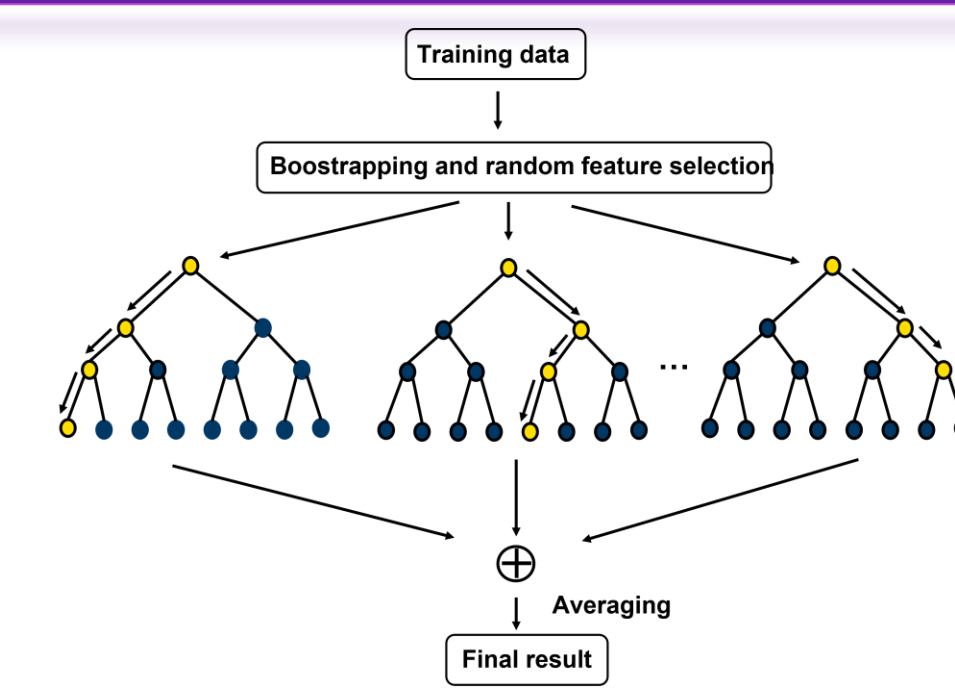 Training data
Boostrapping and random feature selection
...
Averaging
Final result